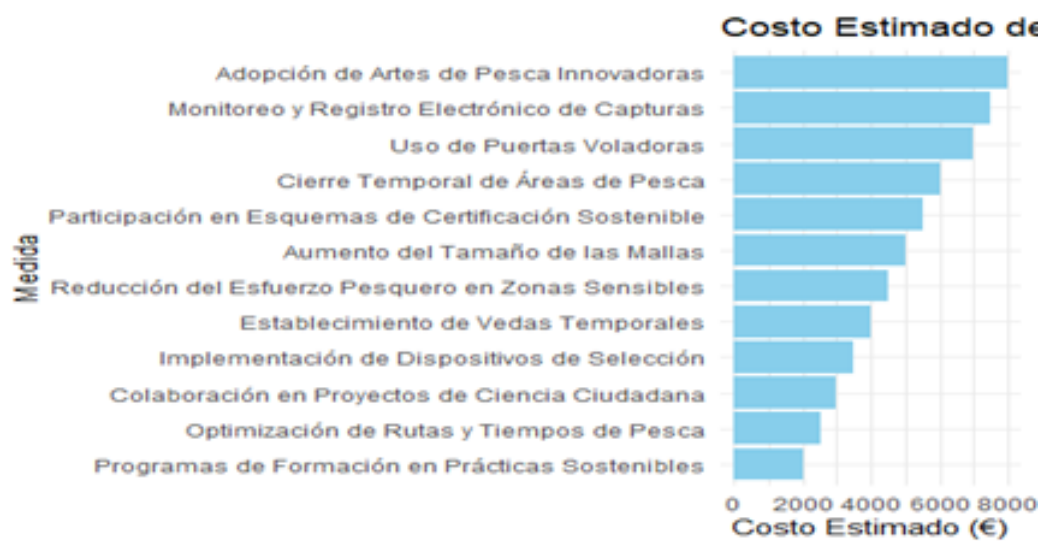 Costo Estimado de
Adopción de Artes de Pesca Innovadoras
Monitoreo y Registro Electrónico de Capturas
Uso de Puertas Voladoras
Cierre Temporal de Áreas de Pesca
Participación en Esquemas de Certificación Sostenible
Aumento del Tamaño de las Mallas
Reducción del Esfuerzo Pesquero en Zonas Sensibles
Establecimiento de Vedas Temporales
Implementación de Dispositivos de Selección
Colaboración en Proyectos de Ciencia Ciudadana
Optimización de Rutas y Tiempos de Pesca
Programas de Formación en Prácticas Sostenibles
Medida
0 2000 4000 6000 8000
Costo Estimado (€)